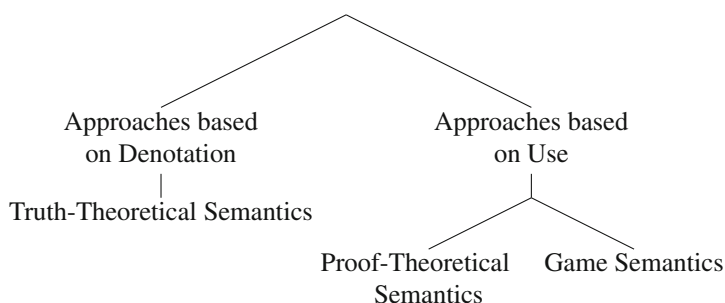 Approaches based
on Denotation
Approaches based
on Use
Truth-Theoretical Semantics
Proof-Theoretical
Semantics
Game Semantics